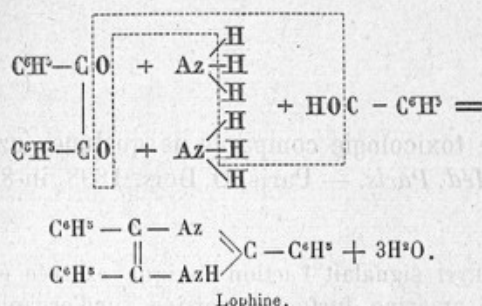 H
C⁶H⁵—CO + Az—H
H
+ HOC — C⁶H⁵ =
H
C⁶H⁵—CO + Az—H
H
C⁶H⁵ — C — Az
C — C⁶H⁵ + 3H²O.
C⁶H⁵ — C — AzH
Lophine.